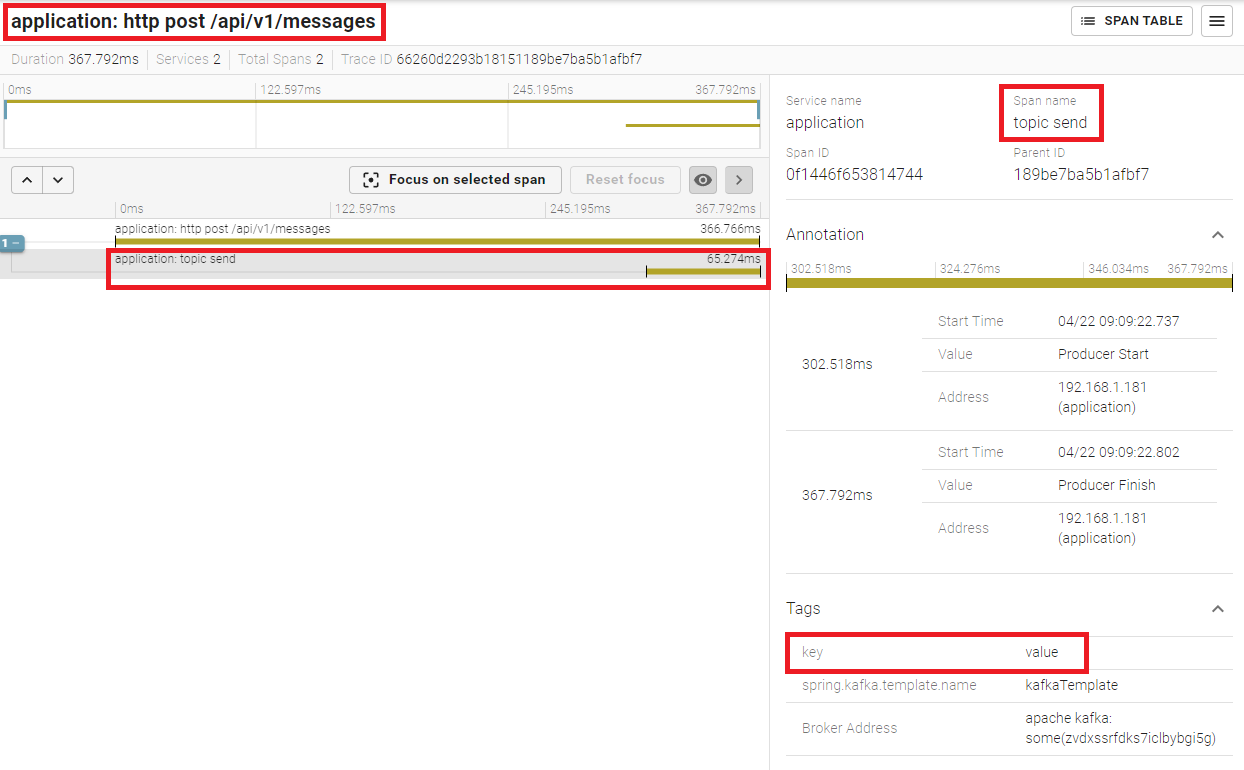 application: http post /api/v1/messages
SPAN TABLE
Duration 367.792ms Services 2 Total Spans 2 Trace ID 66260d2293b18151189be7ba5b1afbf7
0ms 122.597ms 245.195ms 367.792ms
Focus on selected span Reset focus
0ms 122.597ms 245.195ms 367.792ms
application: http post /api/v1/messages 366.766ms
1 −
application: topic send 65.274ms
Service name Span name
application topic send
Span ID Parent ID
0f1446f653814744 189be7ba5b1afbf7
Annotation
302.518ms 324.276ms 346.034ms 367.792ms
Start Time 04/22 09:09:22.737
Value Producer Start
302.518ms
Address 192.168.1.181
(application)
Start Time 04/22 09:09:22.802
Value Producer Finish
367.792ms
Address 192.168.1.181
(application)
Tags
key value
spring.kafka.template.name kafkaTemplate
Broker Address apache kafka:
some(zvdxssrfdks7iclbybgi5g)